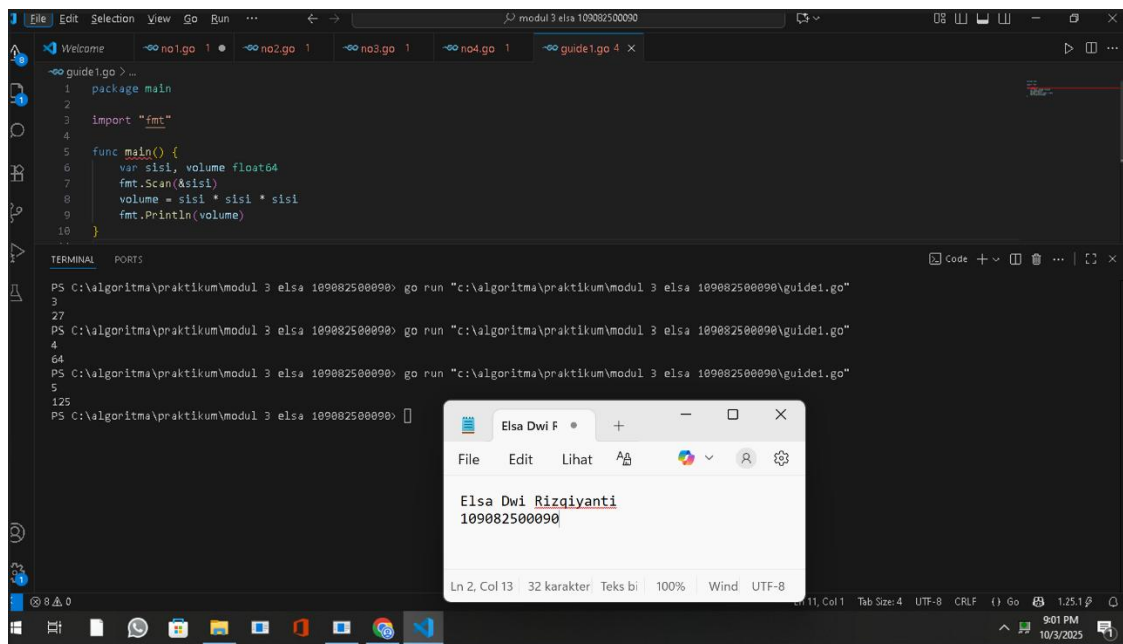 File Edit Selection View Go Run ··· ← → modul 3 elsa 109082500090
Welcome no1.go 1 ● no2.go 1 no3.go 1 no4.go 1 guide1.go 4 ×
guide1.go > ...
1 package main
2
3 import "fmt"
4
5 func main() {
6 var sisi, volume float64
7 fmt.Scan(&sisi)
8 volume = sisi * sisi * sisi
9 fmt.Println(volume)
10 }
TERMINAL PORTS Code
PS C:\algoritma\praktikum\modul 3 elsa 109082500090> go run "c:\algoritma\praktikum\modul 3 elsa 109082500090\guide1.go"
3
27
PS C:\algoritma\praktikum\modul 3 elsa 109082500090> go run "c:\algoritma\praktikum\modul 3 elsa 109082500090\guide1.go"
4
64
PS C:\algoritma\praktikum\modul 3 elsa 109082500090> go run "c:\algoritma\praktikum\modul 3 elsa 109082500090\guide1.go"
5
125
PS C:\algoritma\praktikum\modul 3 elsa 109082500090>
Elsa Dwi R
File Edit Lihat
Elsa Dwi Rizqiyanti
109082500090
Ln 2, Col 13 32 karakter Teks bi 100% Wind UTF-8
8 0 Ln 11, Col 1 Tab Size: 4 UTF-8 CRLF {} Go 1.25.1
9:01 PM
10/3/2025